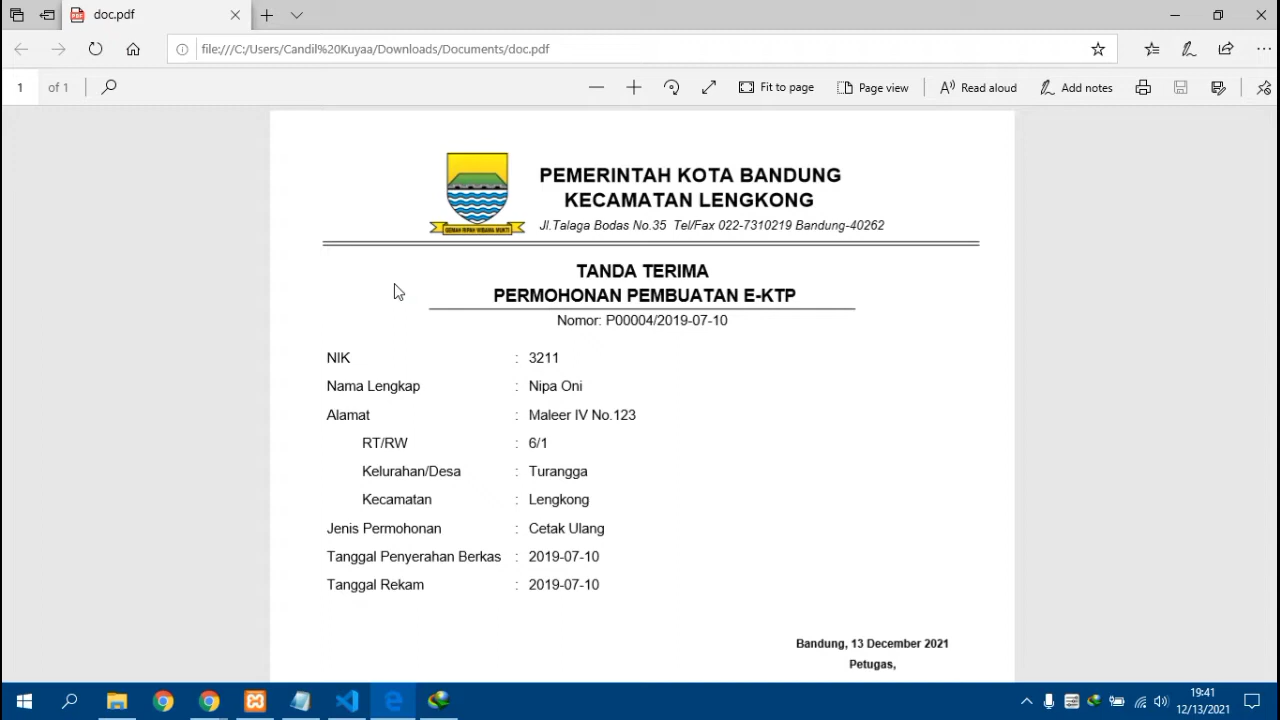 doc.pdf
file:///C:/Users/Candil%20Kuyaa/Downloads/Documents/doc.pdf
1 of 1
Fit to page
Page view
Read aloud
Add notes
PEMERINTAH KOTA BANDUNG
KECAMATAN LENGKONG
Jl.Talaga Bodas No.35 Tel/Fax 022-7310219 Bandung-40262
GEMAH RIPAH WIBAWA MUKTI
TANDA TERIMA
PERMOHONAN PEMBUATAN E-KTP
Nomor: P00004/2019-07-10
NIK : 3211
Nama Lengkap : Nipa Oni
Alamat : Maleer IV No.123
RT/RW : 6/1
Kelurahan/Desa : Turangga
Kecamatan : Lengkong
Jenis Permohonan : Cetak Ulang
Tanggal Penyerahan Berkas : 2019-07-10
Tanggal Rekam : 2019-07-10
Bandung, 13 December 2021
Petugas,
19:41
12/13/2021